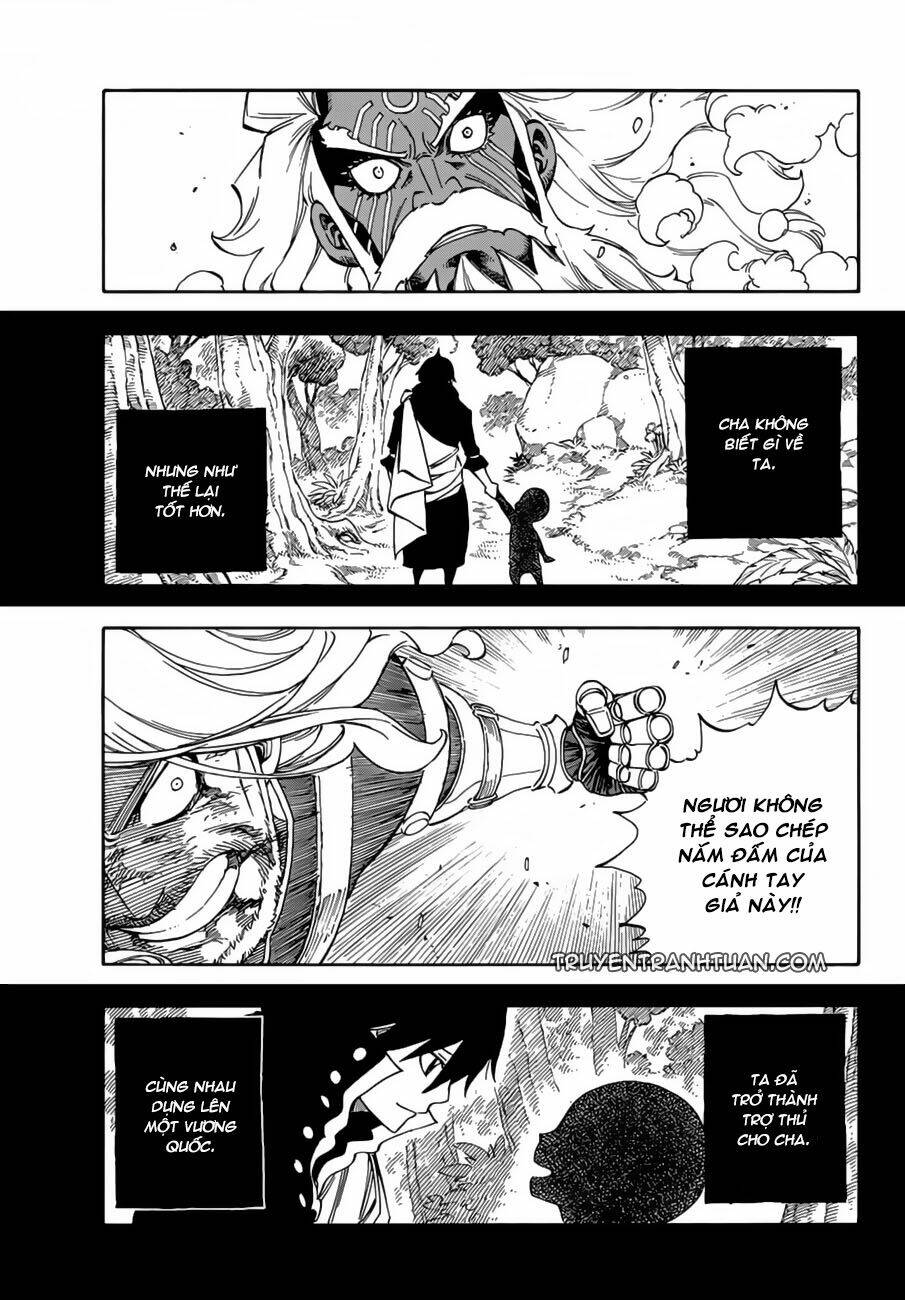 CHA KHÔNG
BIẾT GÌ VỀ
TA.
NHƯNG NHƯ
THẾ LẠI
TỐT HƠN.
NGƯƠI KHÔNG
THỂ SAO CHÉP
NẮM ĐẤM CỦA
CÁNH TAY
GIẢ NÀY!!
TRUYENTRANHTUAN.COM
TA ĐÃ
TRỞ THÀNH
TRỢ THỦ
CHO CHA.
CÙNG NHAU
DỰNG LÊN
MỘT VƯƠNG
QUỐC.